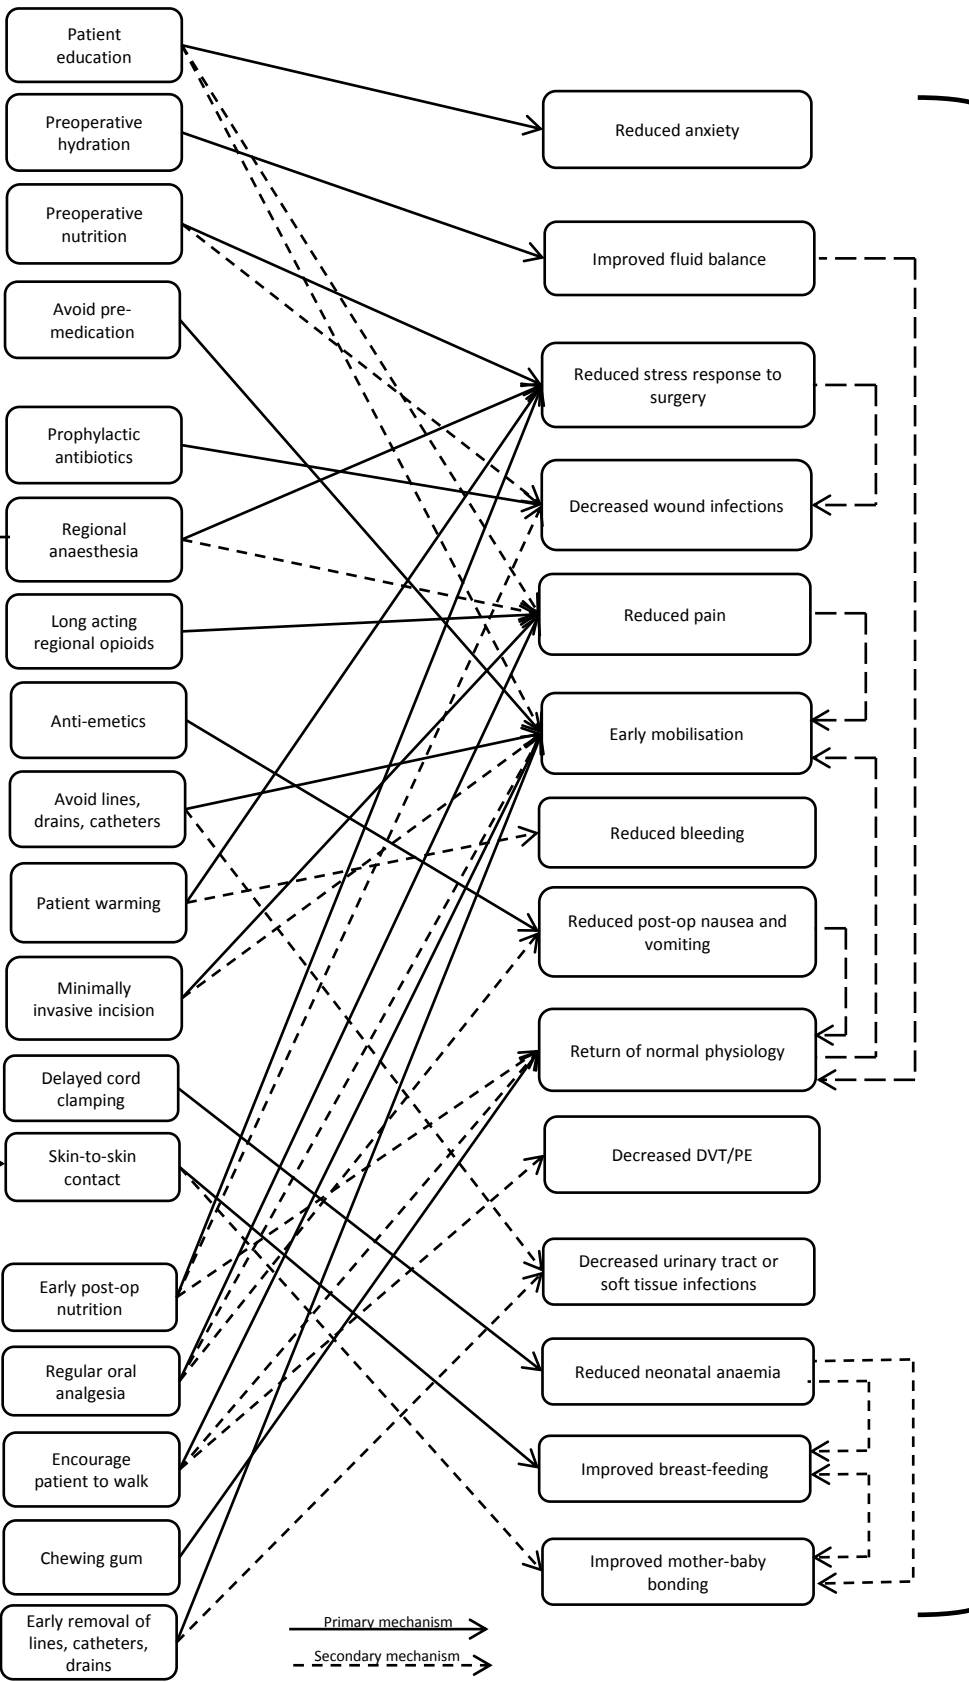 Patient
education
Preoperative
hydration
Preoperative
nutrition
Avoid pre-
medication
Prophylactic
antibiotics
Regional
anaesthesia
Long acting
regional opioids
Anti-emetics
Avoid lines,
drains, catheters
Patient warming
Minimally
invasive incision
Delayed cord
clamping
Skin-to-skin
contact
Early post-op
nutrition
Regular oral
analgesia
Encourage
patient to walk
Chewing gum
Early removal of
lines, catheters,
drains
Reduced anxiety
Improved fluid balance
Reduced stress response to
surgery
Decreased wound infections
Reduced pain
Early mobilisation
Reduced bleeding
Reduced post-op nausea and
vomiting
Return of normal physiology
Decreased DVT/PE
Decreased urinary tract or
soft tissue infections
Reduced neonatal anaemia
Improved breast-feeding
Improved mother-baby
bonding
Primary mechanism
Secondary mechanism